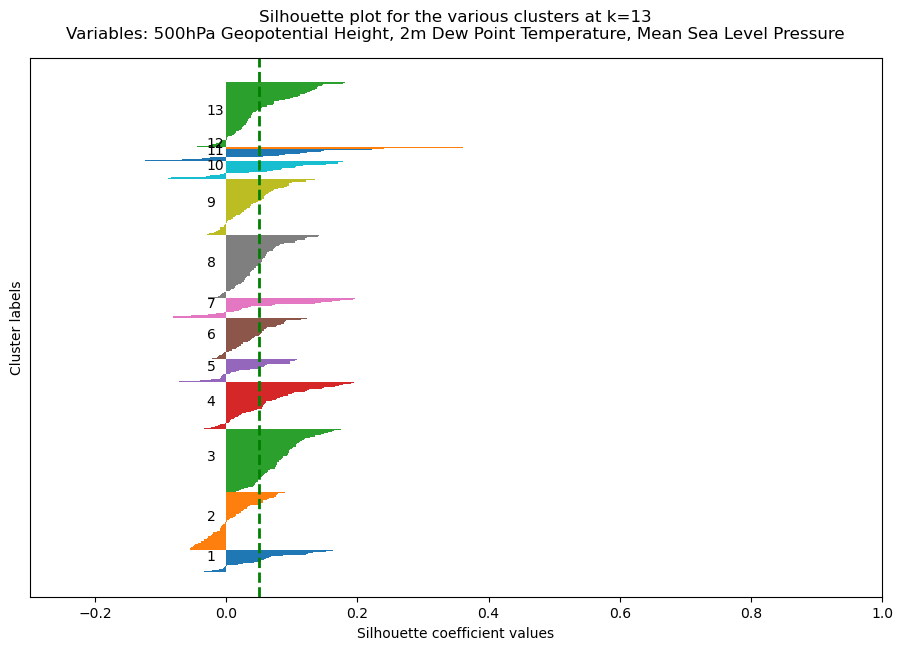 Silhouette plot for the various clusters at k=13
Variables: 500hPa Geopotential Height, 2m Dew Point Temperature, Mean Sea Level Pressure
Cluster labels
13
12
11
10
9
8
7
6
5
4
3
2
1
−0.2 0.0 0.2 0.4 0.6 0.8 1.0
Silhouette coefficient values